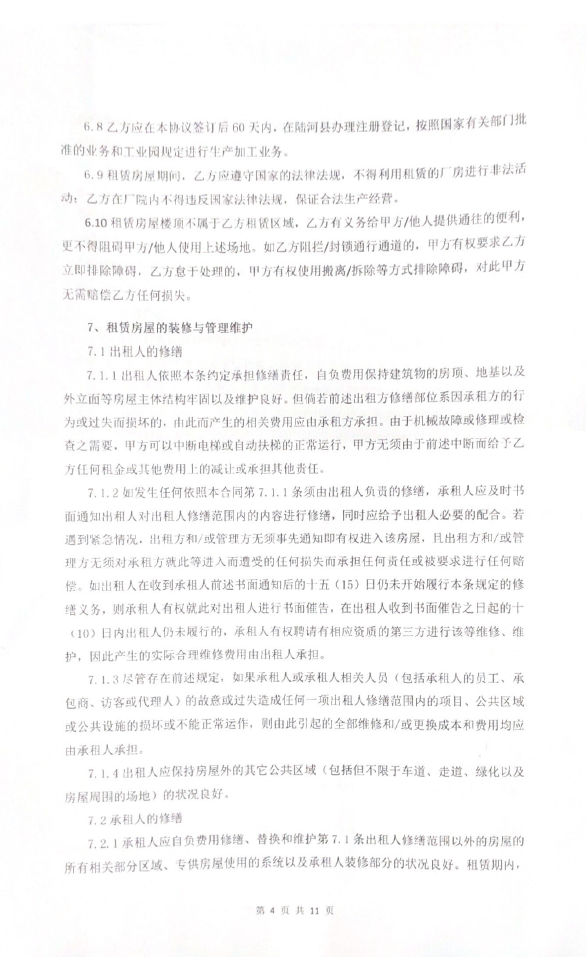 6.8 乙方应在本协议签订后 60 天内，在陆河县办理注册登记，按照国家有关部门批
准的业务和工业园规定进行生产加工业务。
6.9 租赁房屋期间，乙方应遵守国家的法律法规，不得利用租赁的厂房进行非法活
动；乙方在厂院内不得违反国家法律法规，保证合法生产经营。
6.10 租赁房屋楼顶不属于乙方租赁区域，乙方有义务给甲方/他人提供通往的便利，
更不得阻碍甲方/他人使用上述场地。如乙方阻拦/封锁通行通道的，甲方有权要求乙方
立即排除障碍，乙方怠于处理的，甲方有权使用搬离/拆除等方式排除障碍，对此甲方
无需赔偿乙方任何损失。
7、租赁房屋的装修与管理维护
7.1 出租人的修缮
7.1.1 出租人依照本条约定承担修缮责任，自负费用保持建筑物的房顶、地基以及
外立面等房屋主体结构牢固以及维护良好。但倘若前述出租方修缮部位系因承租方的行
为或过失而损坏的，由此而产生的相关费用应由承租方承担。由于机械故障或修理或检
查之需要，甲方可以中断电梯或自动扶梯的正常运行，甲方无须由于前述中断而给予乙
方任何租金或其他费用上的减让或承担其他责任。
7.1.2 如发生任何依照本合同第 7.1.1 条须由出租人负责的修缮，承租人应及时书
面通知出租人对出租人修缮范围内的内容进行修缮，同时应给予出租人必要的配合。若
遇到紧急情况，出租方和/或管理方无须事先通知即有权进入该房屋，且出租方和/或管
理方无须对承租方就此等进入而遭受的任何损失而承担任何责任或被要求进行任何赔
偿。如出租人在收到承租人前述书面通知后的十五（15）日仍未开始履行本条规定的修
缮义务，则承租人有权就此对出租人进行书面催告，在出租人收到书面催告之日起的十
（10）日内出租人仍未履行的，承租人有权聘请有相应资质的第三方进行该等维修、维
护，因此产生的实际合理维修费用由出租人承担。
7.1.3 尽管存在前述规定，如果承租人或承租人相关人员（包括承租人的员工、承
包商、访客或代理人）的故意或过失造成任何一项出租人修缮范围内的项目、公共区域
或公共设施的损坏或不能正常运作，则由此引起的全部维修和/或更换成本和费用均应
由承租人承担。
7.1.4 出租人应保持房屋外的其它公共区域（包括但不限于车道、走道、绿化以及
房屋周围的场地）的状况良好。
7.2 承租人的修缮
7.2.1 承租人应自负费用修缮、替换和维护第 7.1 条出租人修缮范围以外的房屋的
所有相关部分区域、专供房屋使用的系统以及承租人装修部分的状况良好。租赁期内，
第 4 页 共 11 页